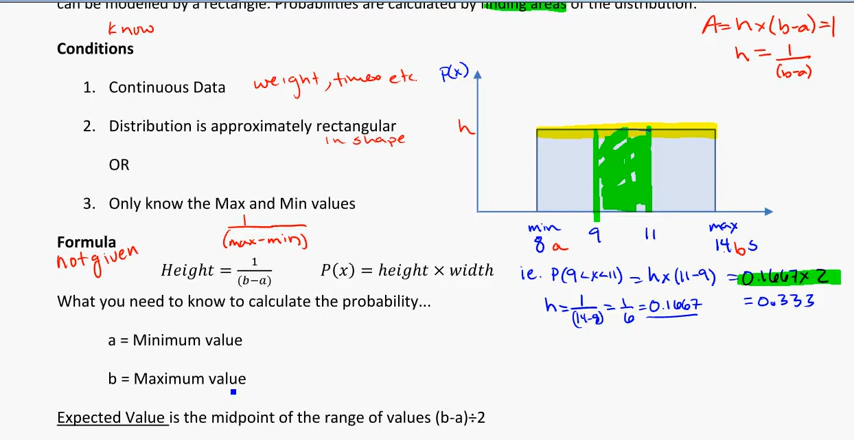 can be modelled by a rectangle. Probabilities are calculated by finding areas of the distribution.
know
A=h×(b-a)=1
h = 1/(b-a)
Conditions
1. Continuous Data
weight, times etc
P(x)
2. Distribution is approximately rectangular
in shape
h
OR
3. Only know the Max and Min values
1/(max-min)
min 9 11 max
8 a 14 b s
Formula
not given
Height = 1/(b-a) P(x) = height × width
ie. P(9<x<11) = h×(11-9) = 0.1667×2
h = 1/(14-8) = 1/6 = 0.1667 = 0.333
What you need to know to calculate the probability...
a = Minimum value
b = Maximum value
Expected Value is the midpoint of the range of values (b-a)÷2